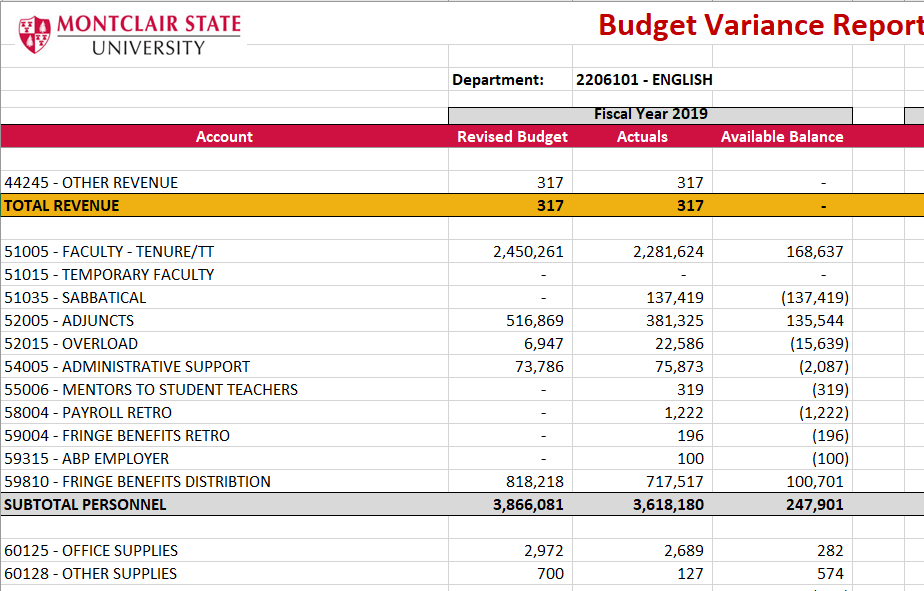 MONTCLAIR STATE
UNIVERSITY
Budget Variance Report
Department: 2206101 - ENGLISH
Fiscal Year 2019
Account Revised Budget Actuals Available Balance
44245 - OTHER REVENUE 317 317 -
TOTAL REVENUE 317 317 -
51005 - FACULTY - TENURE/TT 2,450,261 2,281,624 168,637
51015 - TEMPORARY FACULTY - - -
51035 - SABBATICAL - 137,419 (137,419)
52005 - ADJUNCTS 516,869 381,325 135,544
52015 - OVERLOAD 6,947 22,586 (15,639)
54005 - ADMINISTRATIVE SUPPORT 73,786 75,873 (2,087)
55006 - MENTORS TO STUDENT TEACHERS - 319 (319)
58004 - PAYROLL RETRO - 1,222 (1,222)
59004 - FRINGE BENEFITS RETRO - 196 (196)
59315 - ABP EMPLOYER - 100 (100)
59810 - FRINGE BENEFITS DISTRIBTION 818,218 717,517 100,701
SUBTOTAL PERSONNEL 3,866,081 3,618,180 247,901
60125 - OFFICE SUPPLIES 2,972 2,689 282
60128 - OTHER SUPPLIES 700 127 574